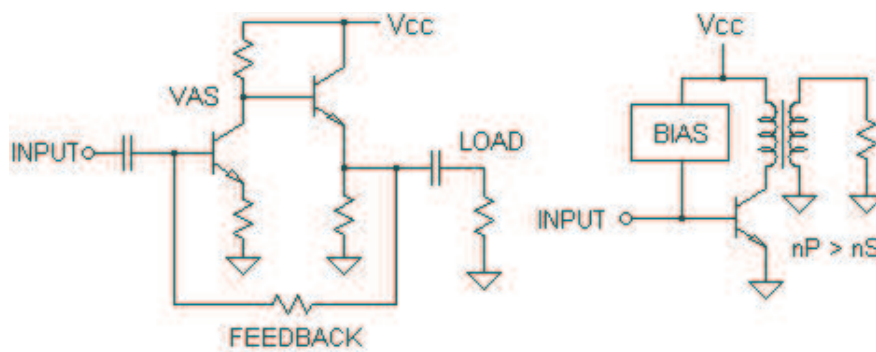 Vcc
VAS
INPUT
LOAD
FEEDBACK
Vcc
BIAS
INPUT
nP > nS